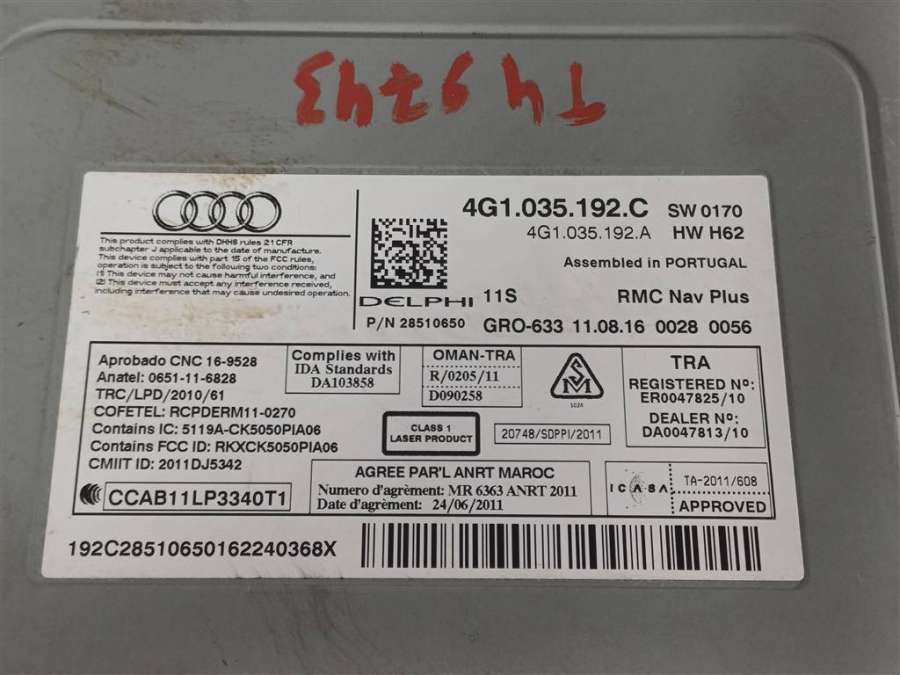 T4 9743
This product complies with DHHS rules 21 CFR
subchapter J applicable to the date of manufacture.
This device complies with part 15 of the FCC rules,
operation is subject to the following two conditions:
(1) This device may not cause harmful interference, and
(2) This device must accept any interference received,
including interference that may cause undesired operation.
4G1.035.192.C SW 0170
4G1.035.192.A HW H62
Assembled in PORTUGAL
DELPHI 11S RMC Nav Plus
P/N 28510650 GRO-633 11.08.16 0028 0056
Aprobado CNC 16-9528
Anatel: 0651-11-6828
TRC/LPD/2010/61
COFETEL: RCPDERM11-0270
Contains IC: 5119A-CK5050PIA06
Contains FCC ID: RKXCK5050PIA06
CMIIT ID: 2011DJ5342
CCAB11LP3340T1
Complies with
IDA Standards
DA103858
OMAN-TRA
R/0205/11
D090258
CLASS 1
LASER PRODUCT
20748/SDPPI/2011
TRA
REGISTERED Nº:
ER0047825/10
DEALER Nº:
DA0047813/10
AGREE PAR'L ANRT MAROC
Numero d'agrèment: MR 6363 ANRT 2011
Date d'agrèment: 24/06/2011
ICASA
TA-2011/608
APPROVED
192C28510650162240368X